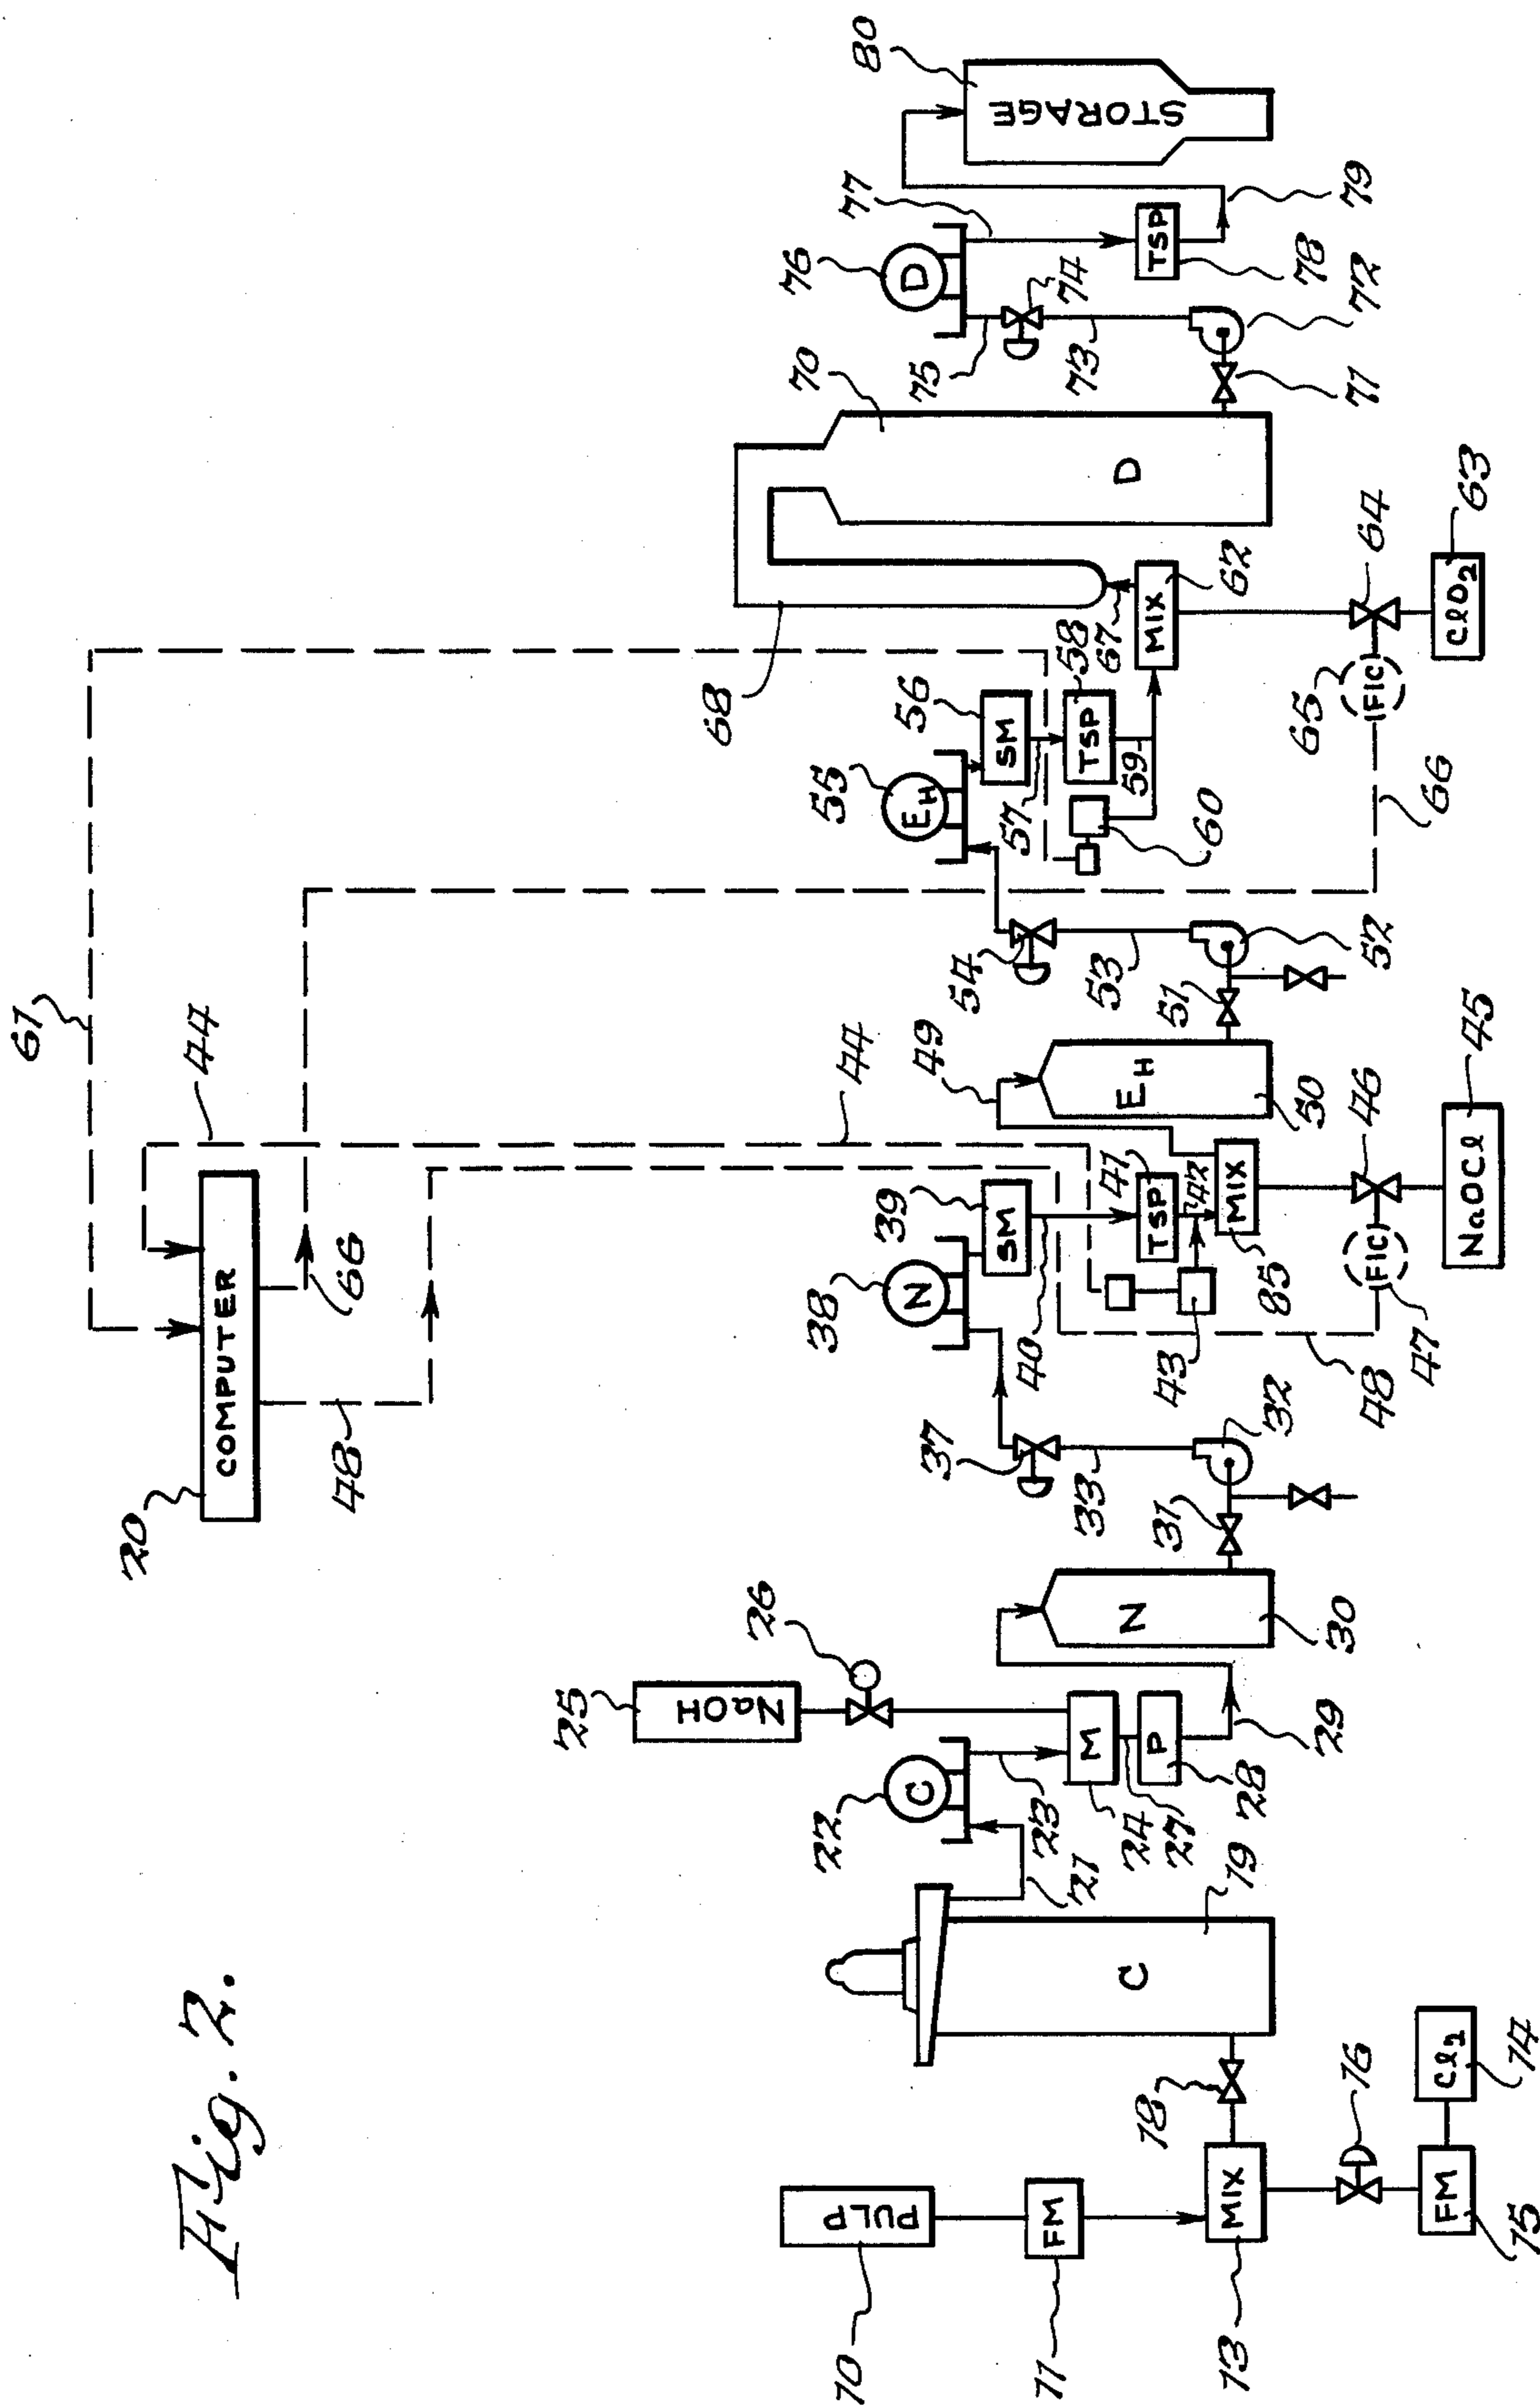 Fig. 2.
61
20
COMPUTER
44
48
66
25
NaOH
26
68
10
PULP
22
C
38
N
39
SM
44
55
EH
56
SM
70
76
D
77
80
STORAGE
11
FM
21
23
24
M
27
P
28
37
33
40
41
TSP
42
43
49
54
53
57
TSP
58
59
60
67
75
74
73
TSP
78
13
MIX
18
C
19
29
N
30
31
32
MIX
85
EH
50
51
52
MIX
62
D
71
72
79
16
15
FM
Cl2
14
48
47
(FIC)
46
NaOCl
45
66
65
(FIC)
64
ClO2
63